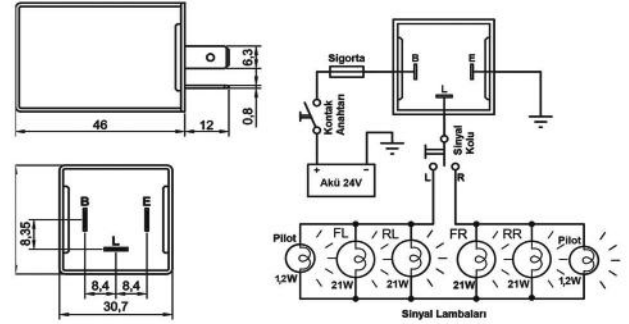 6,3
0,8
46
12
B
E
L
8,35
8,4
8,4
30,7
Sigorta
B
E
L
Kontak
Anahtarı
Sinyal
Kolu
+
-
Akü 24V
L
R
Pilot
FL
RL
FR
RR
Pilot
1,2W
21W
21W
21W
21W
1,2W
Sinyal Lambaları